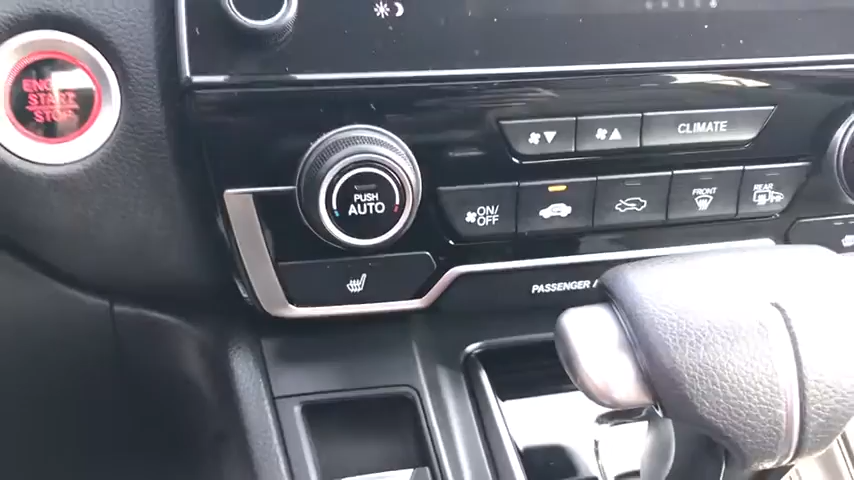 ENGINE
START
STOP
PUSH
AUTO
CLIMATE
ON/
OFF
FRONT
REAR
PASSENGER